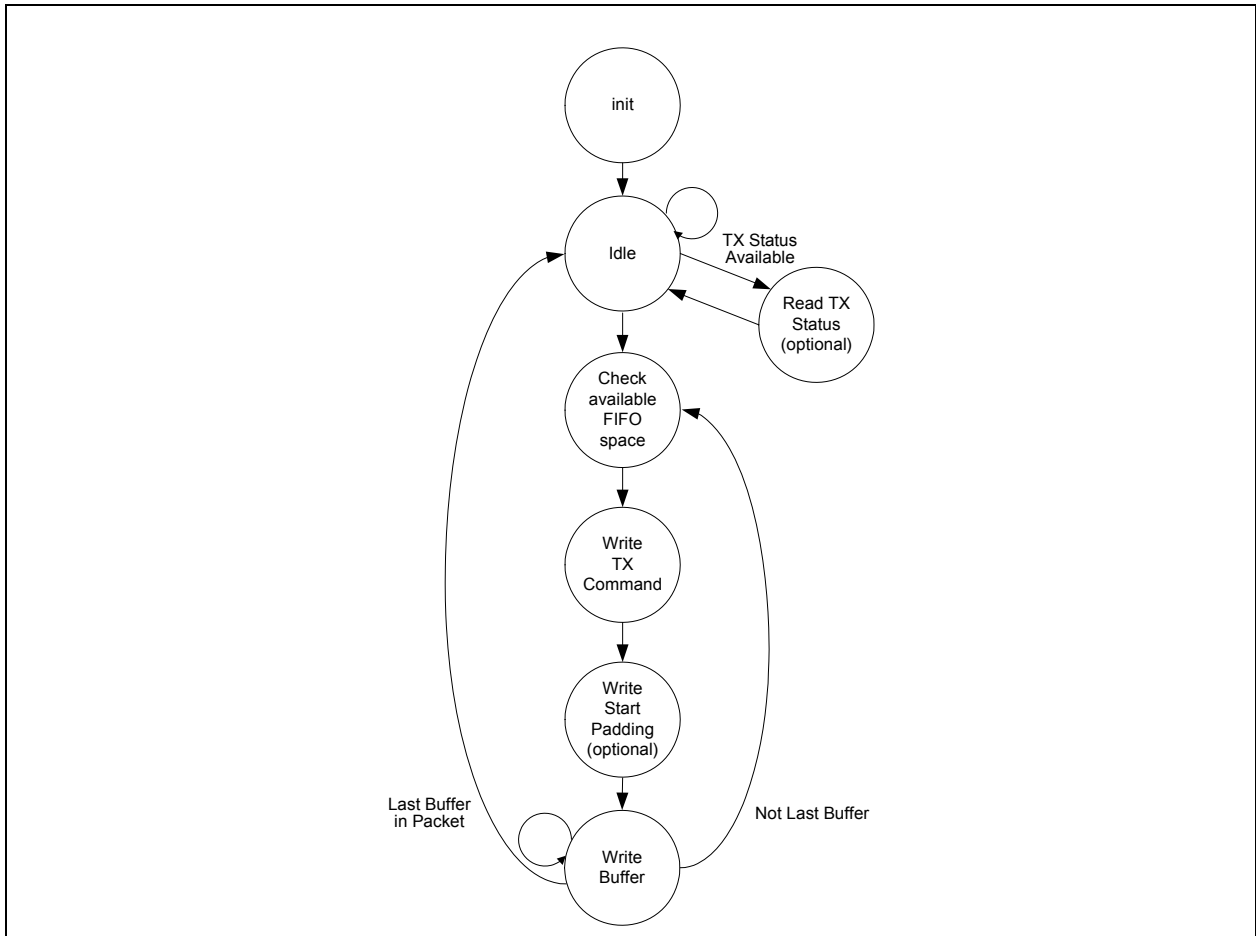 init
Idle
TX Status
Available
Read TX
Status
(optional)
Check
available
FIFO
space
Write
TX
Command
Write
Start
Padding
(optional)
Last Buffer
in Packet
Not Last Buffer
Write
Buffer